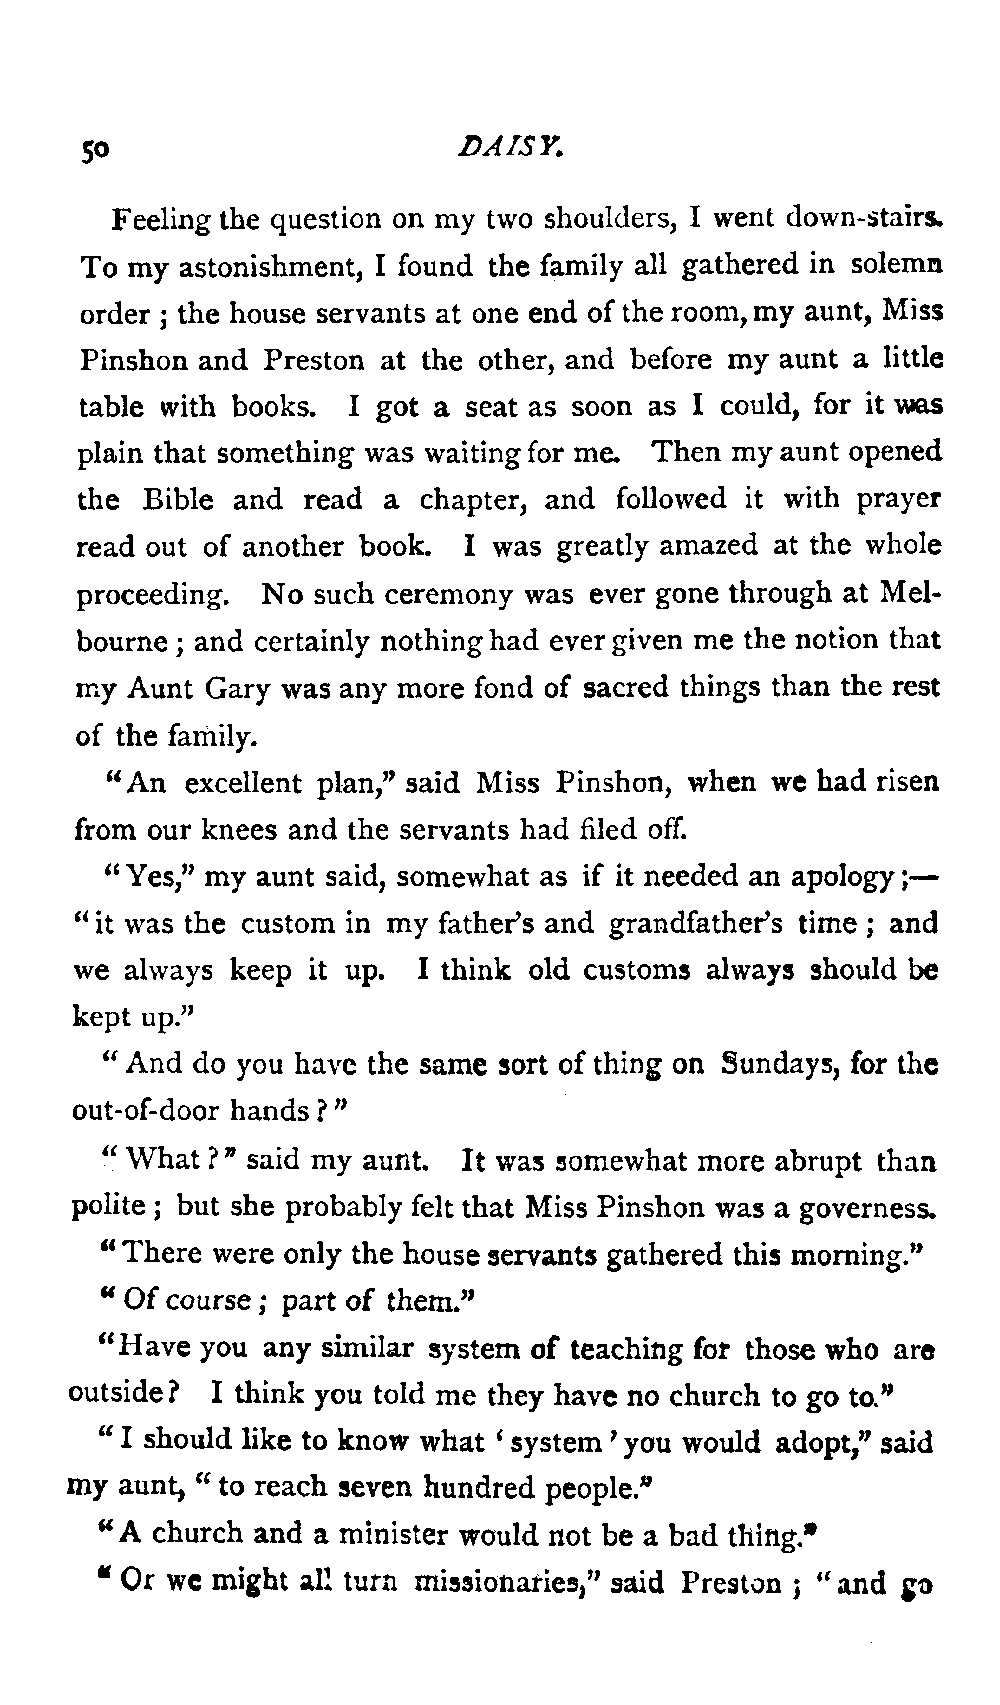 50 DAISY.
Feeling the question on my two shoulders, I went down-stairs.
To my astonishment, I found the family all gathered in solemn
order ; the house servants at one end of the room, my aunt, Miss
Pinshon and Preston at the other, and before my aunt a little
table with books. I got a seat as soon as I could, for it was
plain that something was waiting for me. Then my aunt opened
the Bible and read a chapter, and followed it with prayer
read out of another book. I was greatly amazed at the whole
proceeding. No such ceremony was ever gone through at Mel-
bourne ; and certainly nothing had ever given me the notion that
my Aunt Gary was any more fond of sacred things than the rest
of the family.
“An excellent plan,” said Miss Pinshon, when we had risen
from our knees and the servants had filed off.
“Yes,” my aunt said, somewhat as if it needed an apology ;—
“it was the custom in my father’s and grandfather’s time ; and
we always keep it up. I think old customs always should be
kept up.”
“And do you have the same sort of thing on Sundays, for the
out-of-door hands ?”
“What ?” said my aunt. It was somewhat more abrupt than
polite ; but she probably felt that Miss Pinshon was a governess.
“There were only the house servants gathered this morning.”
“Of course ; part of them.”
“Have you any similar system of teaching for those who are
outside? I think you told me they have no church to go to.”
“I should like to know what ‘system’ you would adopt,” said
my aunt, “to reach seven hundred people.”
“A church and a minister would not be a bad thing.”
“Or we might all turn missionaries,” said Preston ; “and go